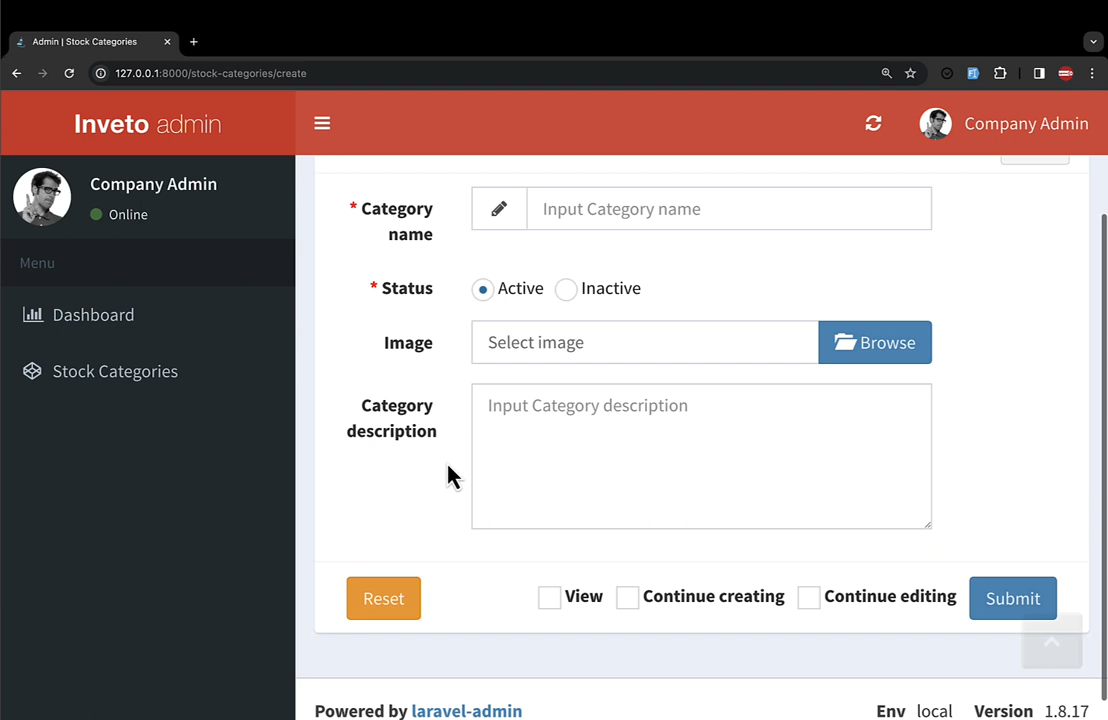 Admin | Stock Categories
127.0.0.1:8000/stock-categories/create
Inveto admin
Company Admin
Company Admin
Online
Menu
Dashboard
Stock Categories
* Category name
Input Category name
* Status
Active
Inactive
Image
Select image
Browse
Category description
Input Category description
Reset
View
Continue creating
Continue editing
Submit
Powered by laravel-admin
Env local
Version 1.8.17